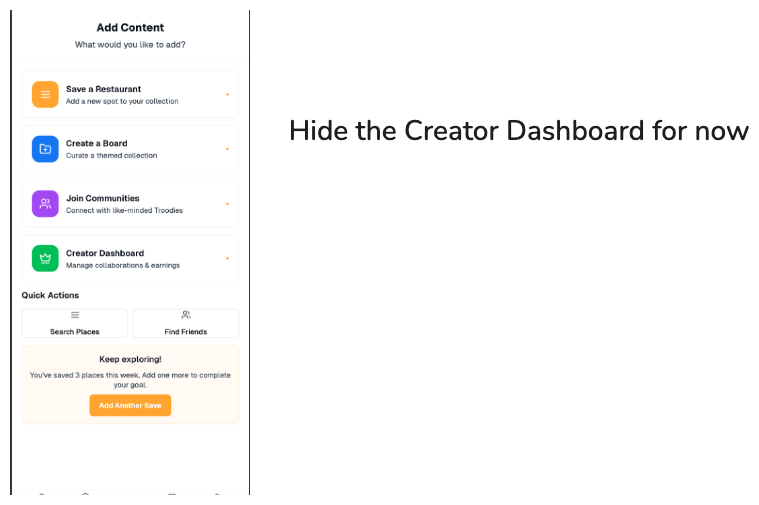 Add Content
What would you like to add?
Save a Restaurant
Add a new spot to your collection
Create a Board
Curate a themed collection
Join Communities
Connect with like-minded Troodies
Creator Dashboard
Manage collaborations & earnings
Quick Actions
Search Places
Find Friends
Keep exploring!
You've saved 3 places this week. Add one more to complete
your goal.
Add Another Save
Hide the Creator Dashboard for now